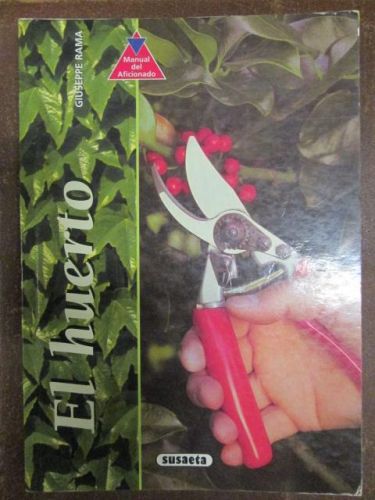 GIUSEPPE RAMA
Manual
del
Aficionado
El huerto
susaeta